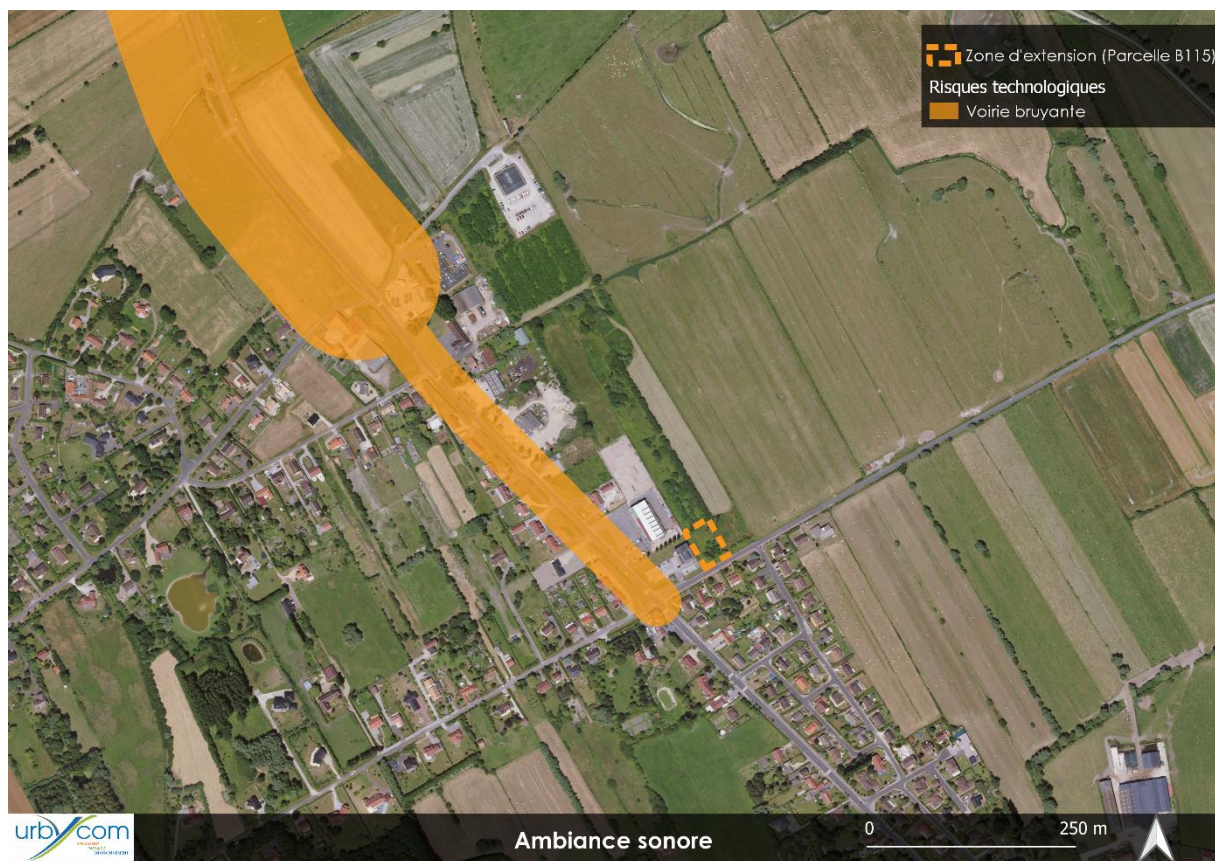 Zone d'extension (Parcelle B115)
Risques technologiques
Voirie bruyante
urbycom
Ambiance sonore
0 250 m